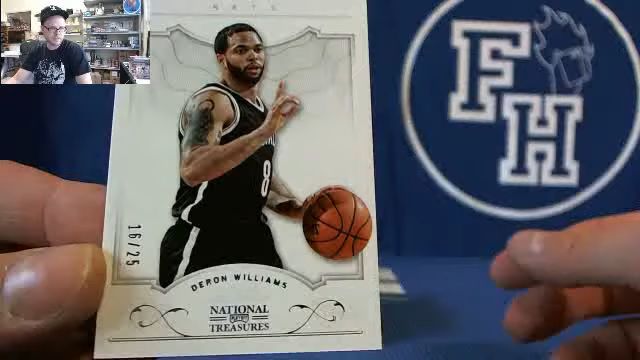 FH
8
16/25
DERON WILLIAMS
NATIONAL
TREASURES